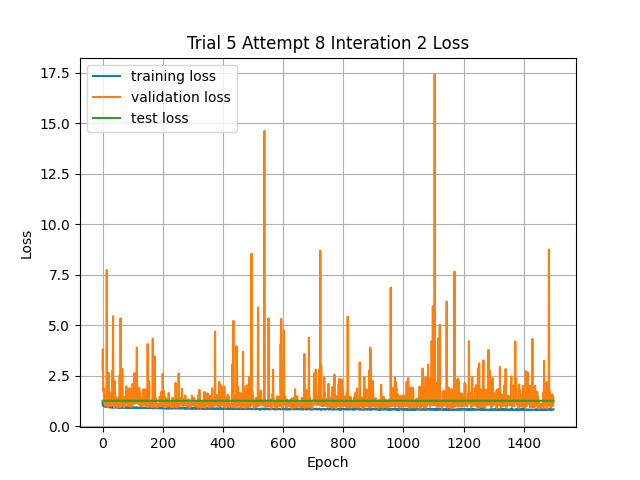 Trial 5 Attempt 8 Interation 2 Loss
training loss
validation loss
test loss
Loss
17.5
15.0
12.5
10.0
7.5
5.0
2.5
0.0
0 200 400 600 800 1000 1200 1400
Epoch